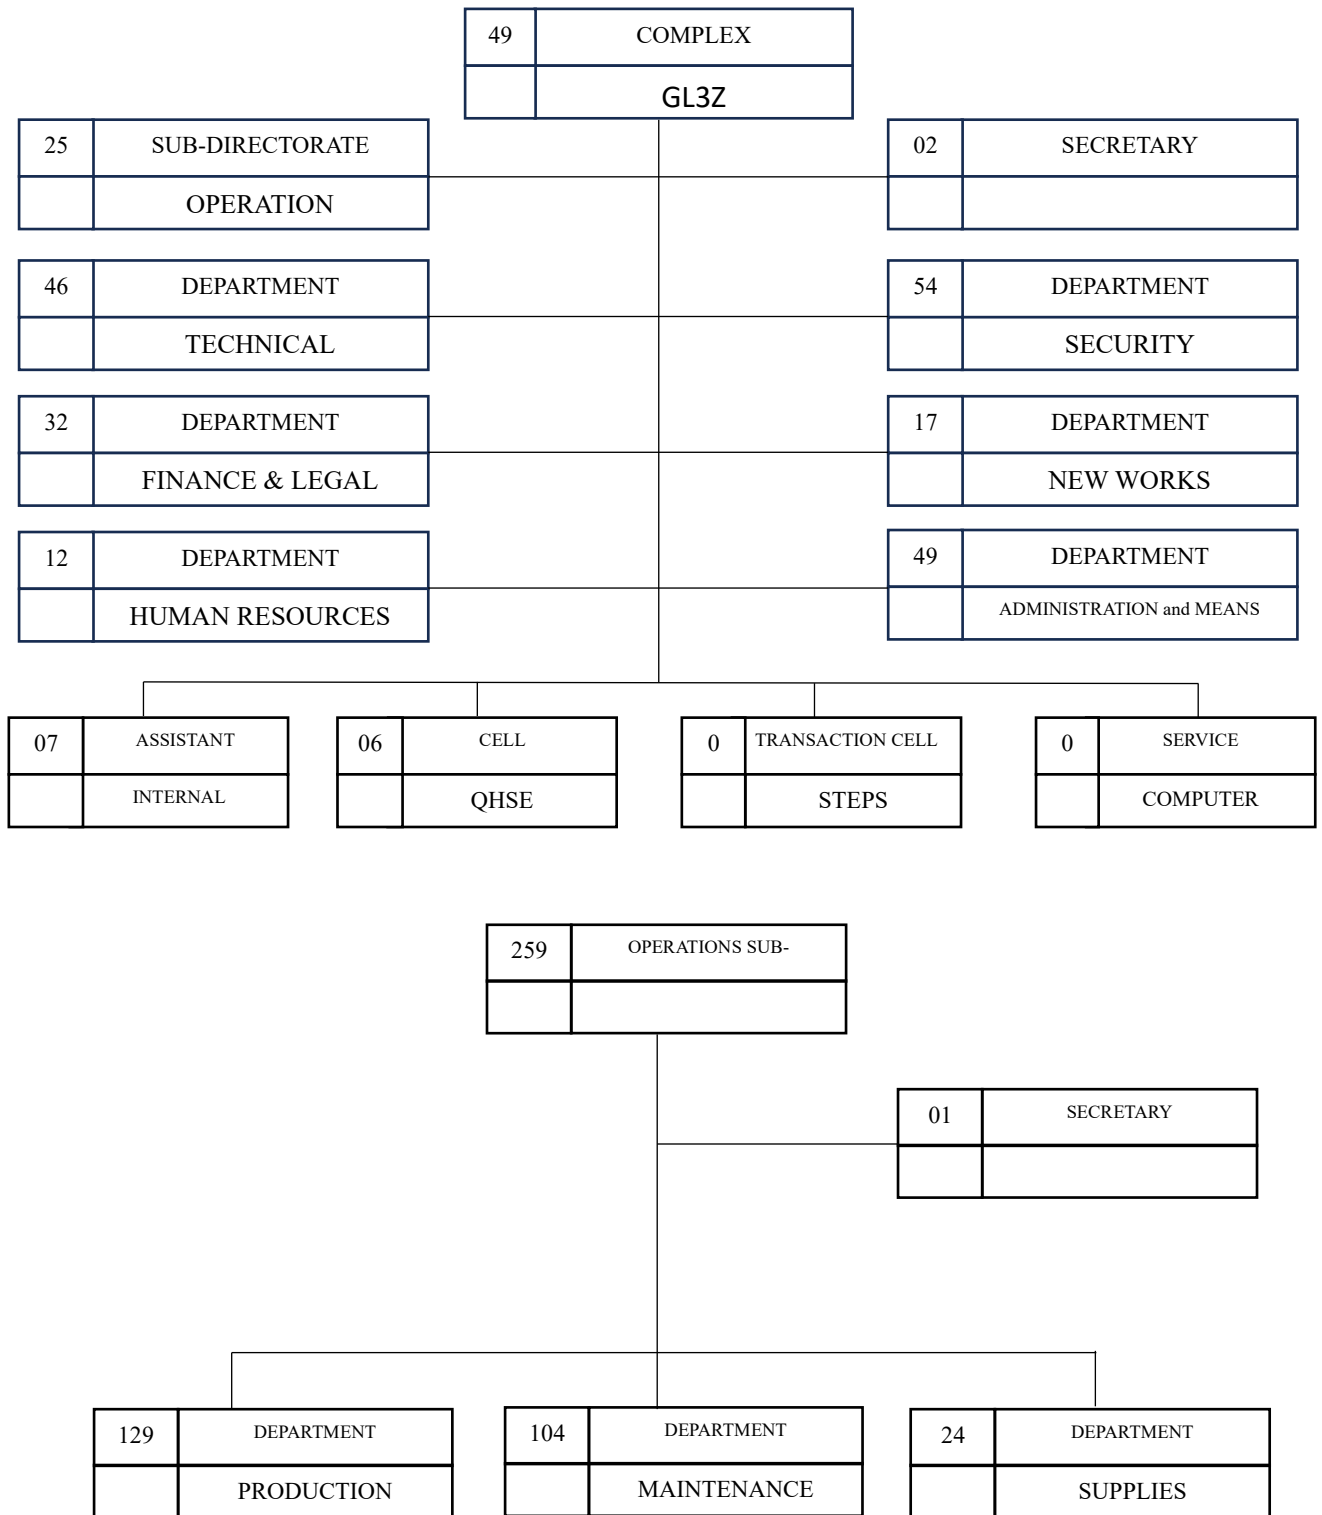 49 COMPLEX
GL3Z
25 SUB-DIRECTORATE
OPERATION
02 SECRETARY
46 DEPARTMENT
TECHNICAL
54 DEPARTMENT
SECURITY
32 DEPARTMENT
FINANCE & LEGAL
17 DEPARTMENT
NEW WORKS
12 DEPARTMENT
HUMAN RESOURCES
49 DEPARTMENT
ADMINISTRATION and MEANS
07 ASSISTANT
INTERNAL
06 CELL
QHSE
0 TRANSACTION CELL
STEPS
0 SERVICE
COMPUTER
259 OPERATIONS SUB-
01 SECRETARY
129 DEPARTMENT
PRODUCTION
104 DEPARTMENT
MAINTENANCE
24 DEPARTMENT
SUPPLIES